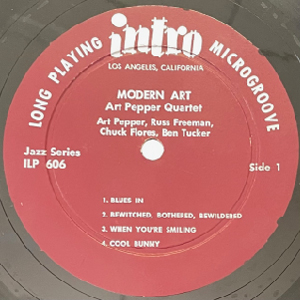 LONG PLAYING intro MICROGROOVE
LOS ANGELES, CALIFORNIA
MODERN ART
Art Pepper Quartet
Art Pepper, Russ Freeman,
Chuck Flores, Ben Tucker
Jazz Series
ILP 606
Side 1
1. BLUES IN
2. BEWITCHED, BOTHERED, BEWILDERED
3. WHEN YOU'RE SMILING
4. COOL BUNKY